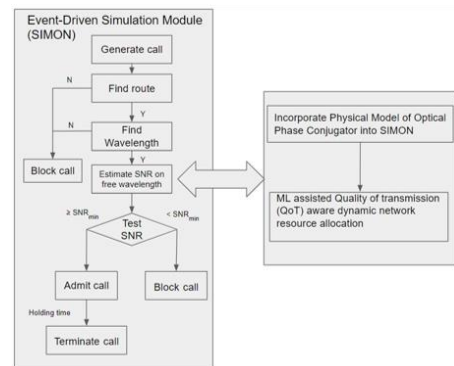 Event-Driven Simulation Module
(SIMON)
Generate call
N
Find route
Y
N
Find
Wavelength
Y
Block call
Estimate SNR on
free wavelength
≥ SNRmin
< SNRmin
Test
SNR
Admit call
Block call
Holding time
Terminate call
Incorporate Physical Model of Optical
Phase Conjugator into SIMON
ML assisted Quality of transmission
(QoT) aware dynamic network
resource allocation